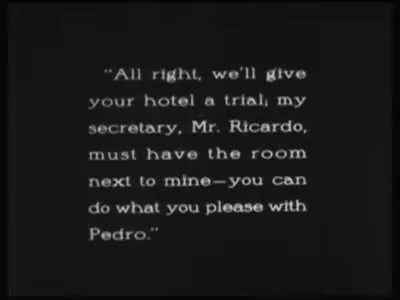 "All right, we'll give
your hotel a trial; my
secretary, Mr. Ricardo,
must have the room
next to mine—you can
do what you please with
Pedro."